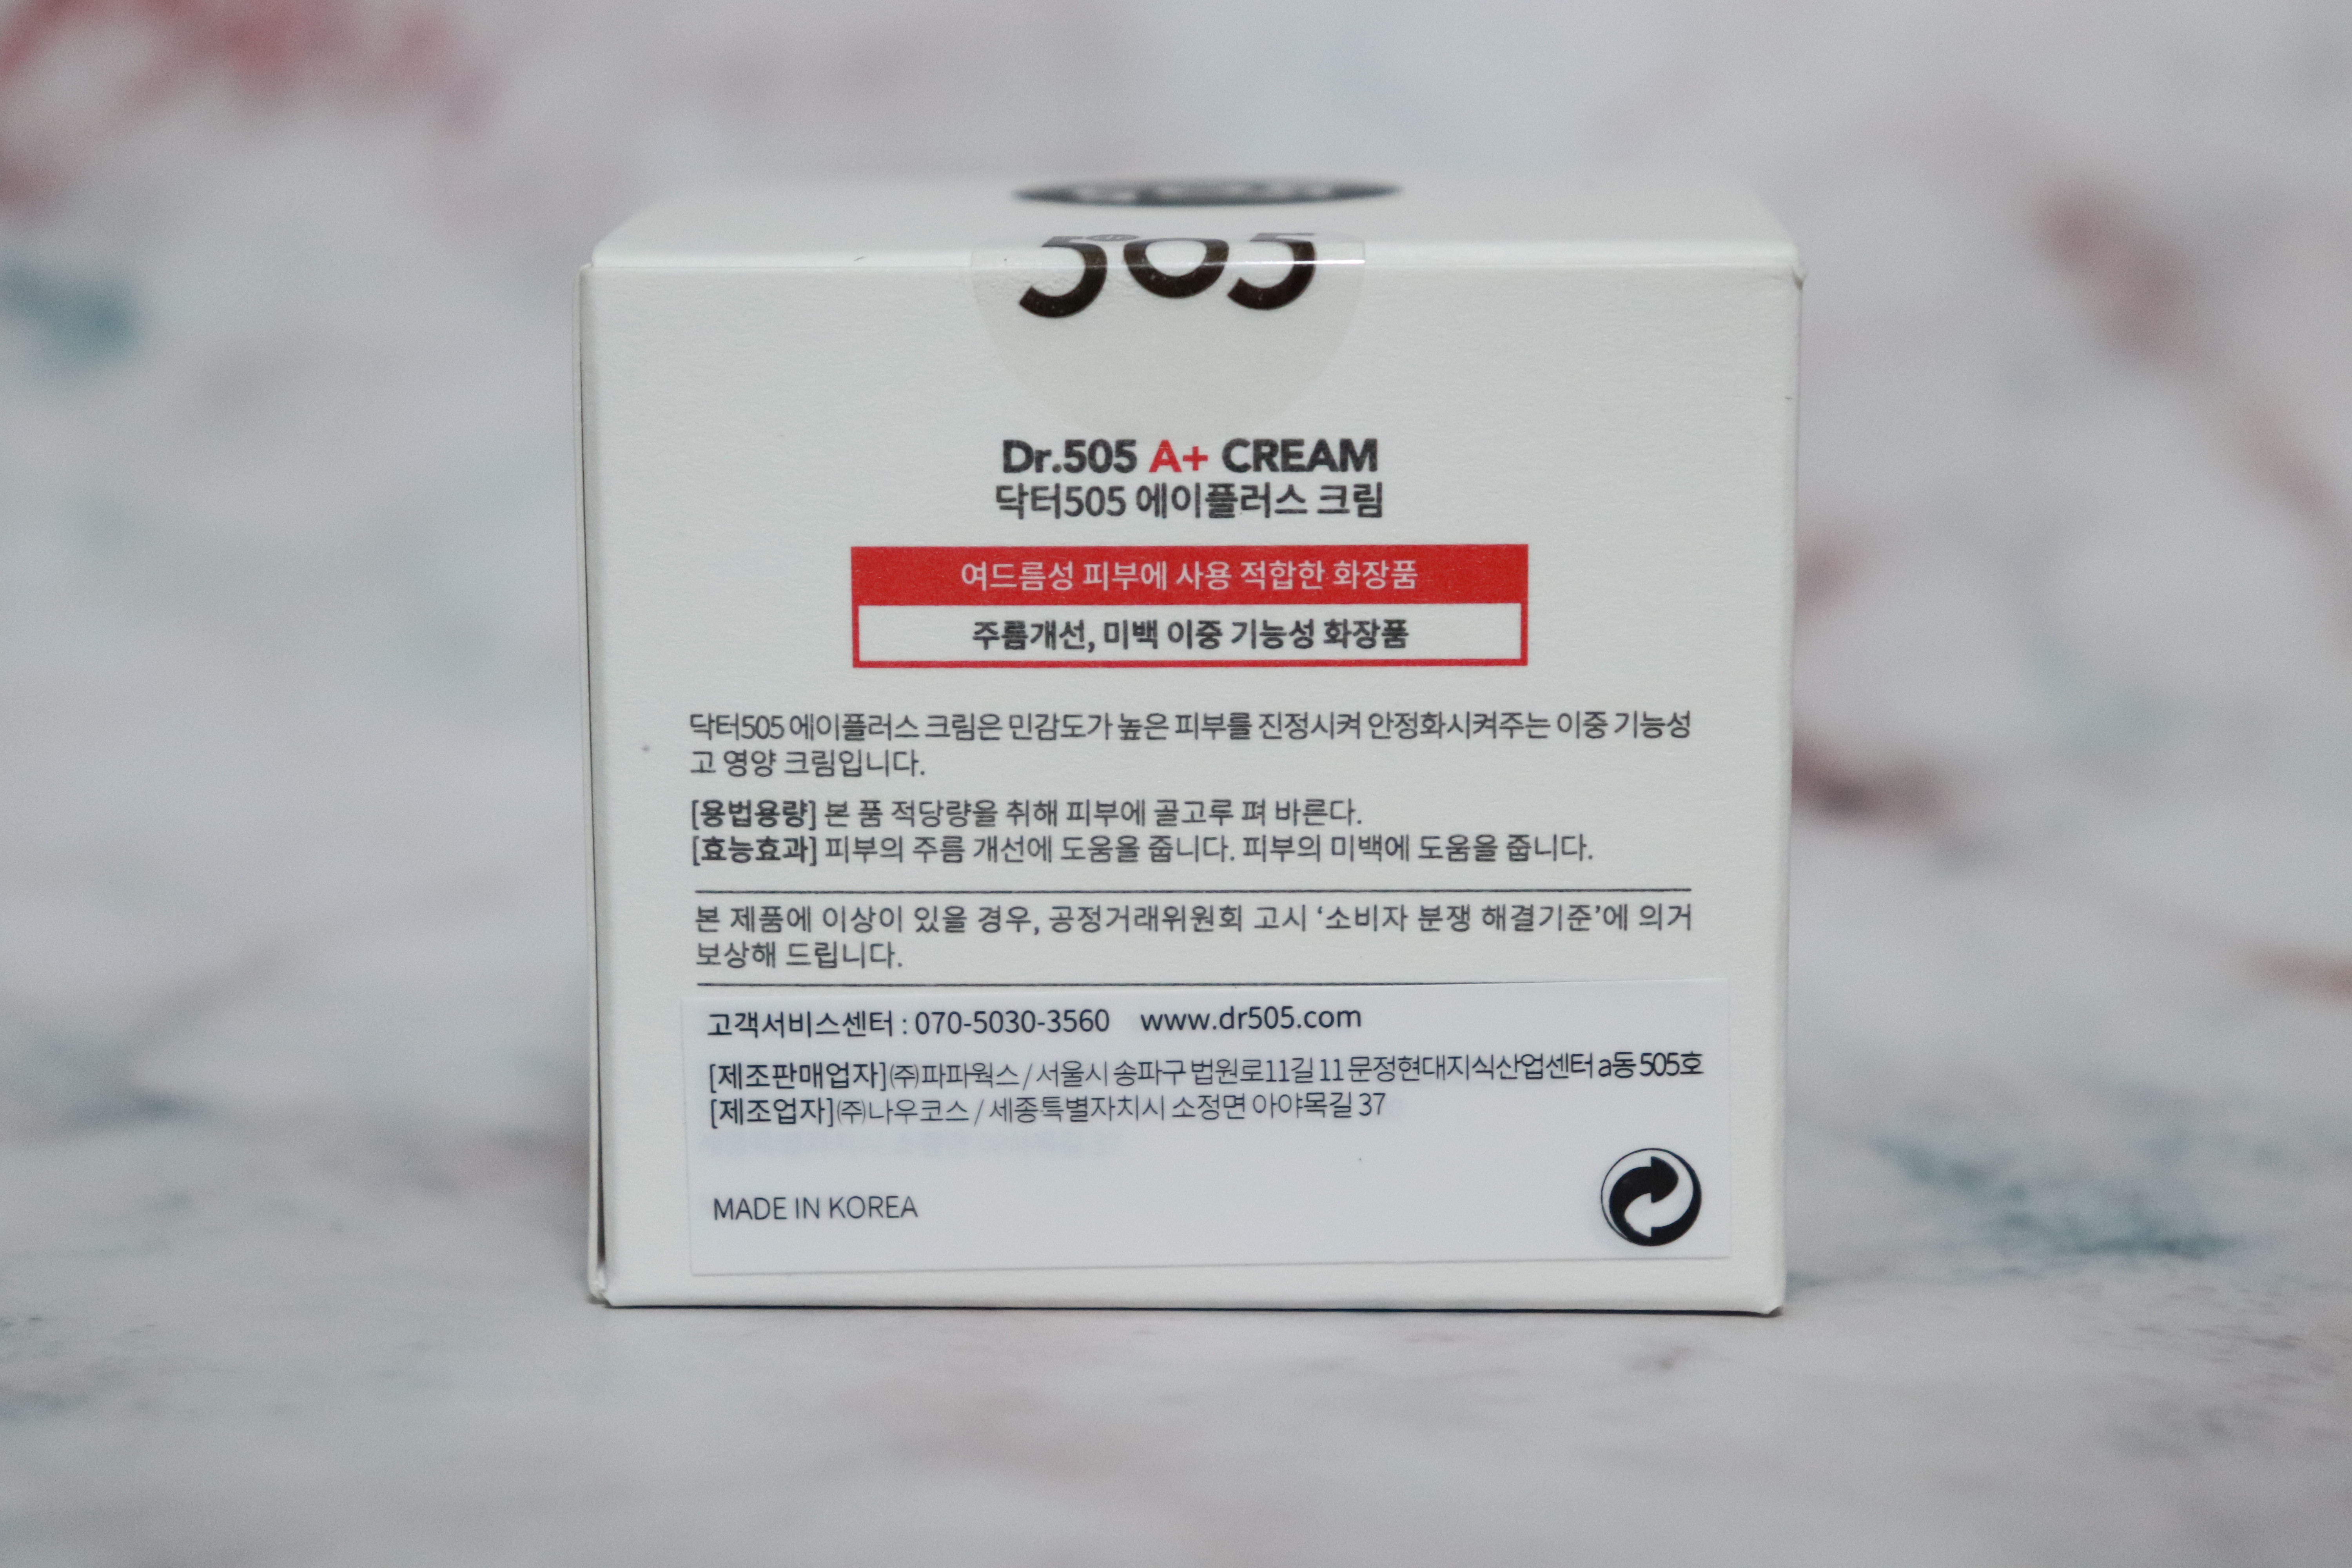 505
Dr.505 A+ CREAM
닥터505 에이플러스 크림
여드름성 피부에 사용 적합한 화장품
주름개선, 미백 이중 기능성 화장품
닥터505 에이플러스 크림은 민감도가 높은 피부를 진정시켜 안정화시켜주는 이중 기능성
고 영양 크림입니다.
[용법용량] 본 품 적당량을 취해 피부에 골고루 펴 바른다.
[효능효과] 피부의 주름 개선에 도움을 줍니다. 피부의 미백에 도움을 줍니다.
본 제품에 이상이 있을 경우, 공정거래위원회 고시 ‘소비자 분쟁 해결기준’에 의거
보상해 드립니다.
고객서비스센터 : 070-5030-3560 www.dr505.com
[제조판매업자]㈜파파웍스 / 서울시 송파구 법원로11길 11 문정현대지식산업센터 a동 505호
[제조업자]㈜나우코스 / 세종특별자치시 소정면 아야목길 37
MADE IN KOREA